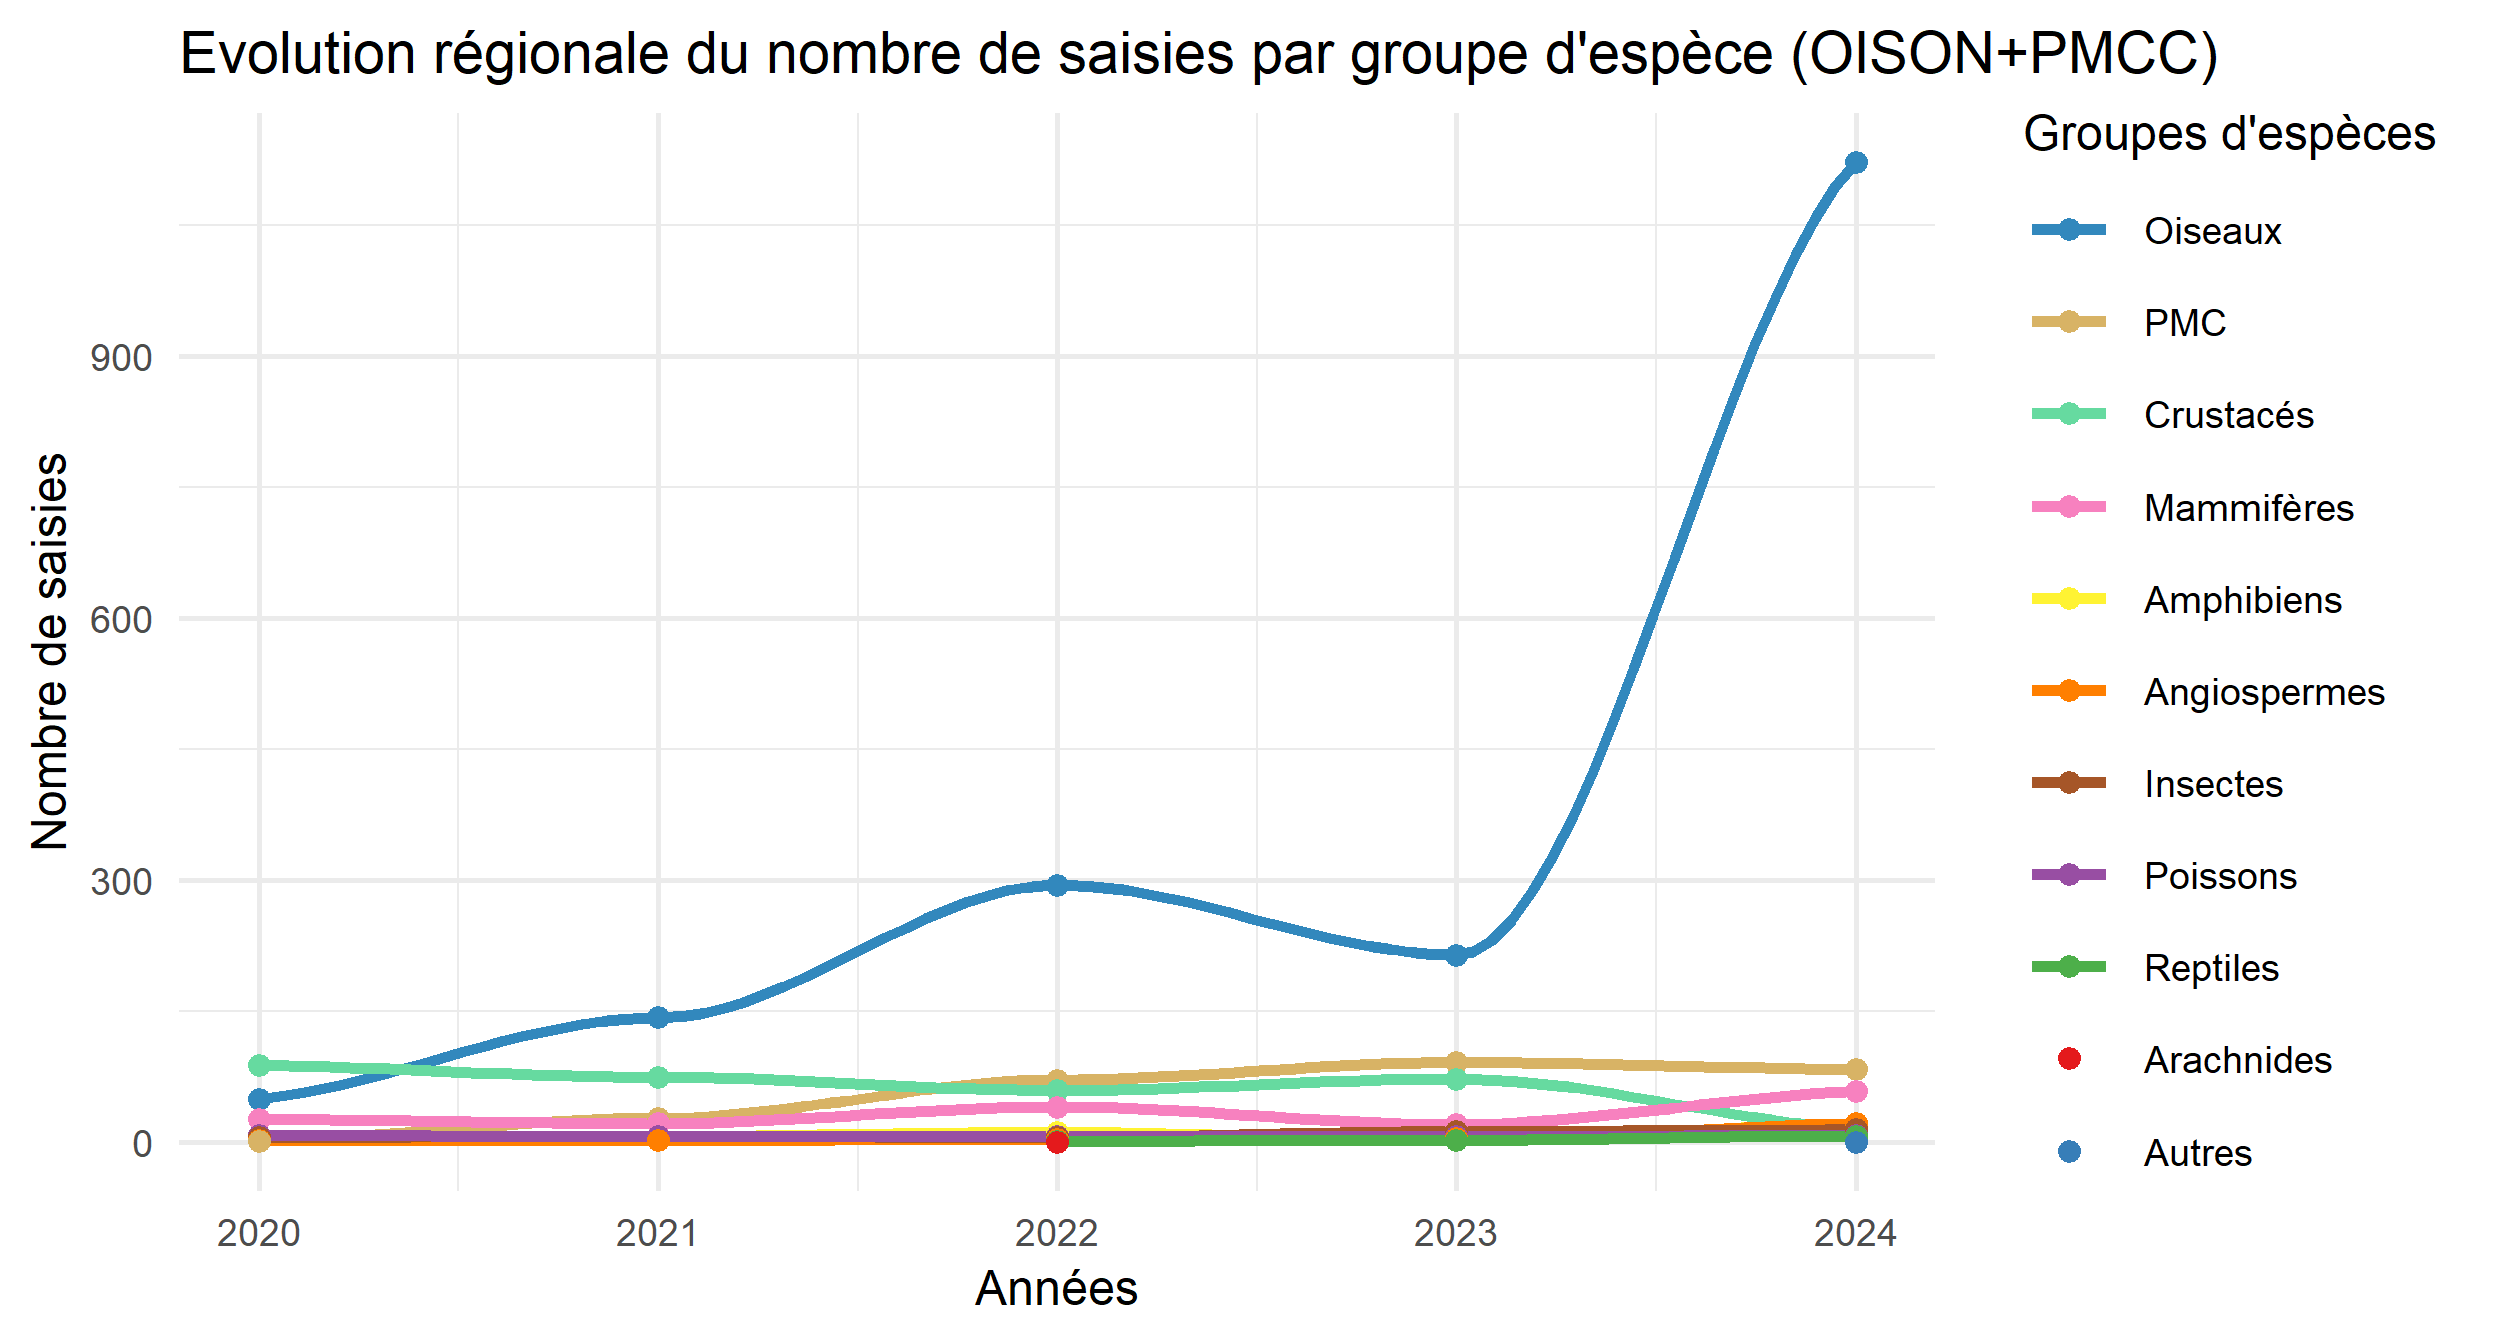 Evolution régionale du nombre de saisies par groupe d'espèce (OISON+PMCC)
Nombre de saisies
900
600
300
0
2020
2021
2022
2023
2024
Années
Groupes d'espèces
Oiseaux
PMC
Crustacés
Mammifères
Amphibiens
Angiospermes
Insectes
Poissons
Reptiles
Arachnides
Autres